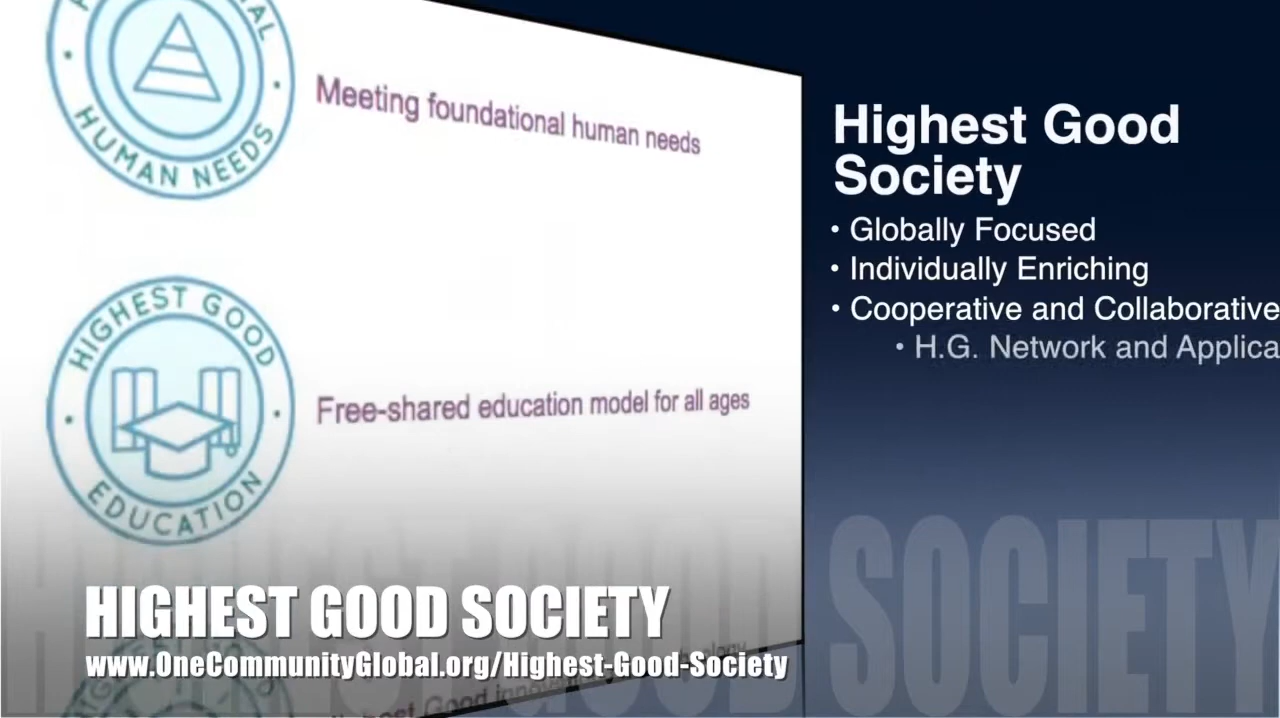 HUMAN NEEDS
Meeting foundational human needs
HIGHEST GOOD
EDUCATION
Free-shared education model for all ages
Highest Good
Society
• Globally Focused
• Individually Enriching
• Cooperative and Collaborative
• H.G. Network and Applica
HIGHEST GOOD SOCIETY
HIGHEST GOOD SOCIETY
www.OneCommunityGlobal.org/Highest-Good-Society